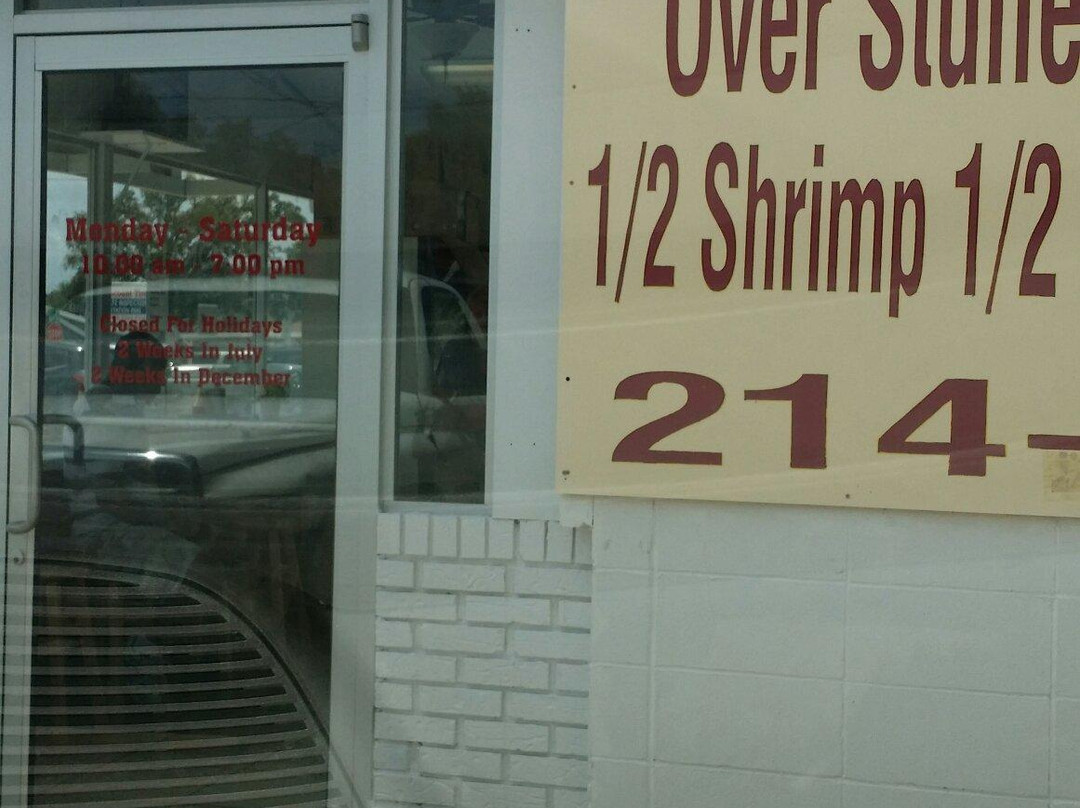 Monday - Saturday
10:00 am - 7:00 pm
Closed For Holidays
2 Weeks In July
2 Weeks In December
Over
1/2 Shrimp 1/2
214-